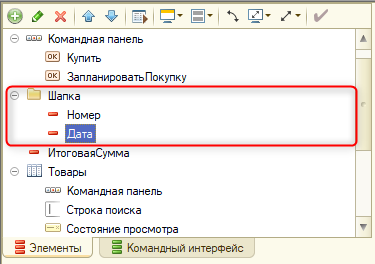 Командная панель
OK Купить
OK ЗапланироватьПокупку
Шапка
Номер
Дата
ИтоговаяСумма
Товары
Командная панель
Строка поиска
Состояние просмотра
Элементы Командный интерфейс